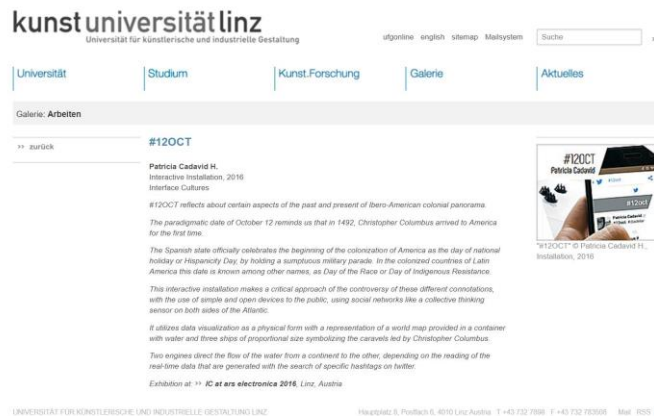 kunstuniversitätlinz
Universität für künstlerische und industrielle Gestaltung
ufgonline english sitemap Mailsystem Suche
Universität Studium Kunst.Forschung Galerie Aktuelles
Galerie: Arbeiten
>> zurück
#12OCT
Patricia Cadavid H.
Interactive Installation, 2016
Interface Cultures
#12OCT reflects about certain aspects of the past and present of Ibero-American colonial panorama.
The paradigmatic date of October 12 reminds us that in 1492, Christopher Columbus arrived to America
for the first time.
The Spanish state officially celebrates the beginning of the colonization of America as the day of national
holiday or Hispanicity Day, by holding a sumptuous military parade. In the colonized countries of Latin
America this date is known among other names, as Day of the Race or Day of Indigenous Resistance.
This interactive installation makes a critical approach of the controversy of these different connotations,
with the use of simple and open devices to the public, using social networks like a collective thinking
sensor on both sides of the Atlantic.
It utilizes data visualization as a physical form with a representation of a world map provided in a container
with water and three ships of proportional size symbolizing the caravels led by Christopher Columbus.
Two engines direct the flow of the water from a continent to the other, depending on the reading of the
real-time data that are generated with the search of specific hashtags on twitter.
Exhibition at: >> IC at ars electronica 2016, Linz, Austria
#12OCT
Patricia Cadavid
#12oct
"#12OCT" © Patricia Cadavid H.,
Installation, 2016
UNIVERSITÄT FÜR KÜNSTLERISCHE UND INDUSTRIELLE GESTALTUNG LINZ
Hauptplatz 8, Postfach 6, 4010 Linz Austria T +43 732 7898 F +43 732 783508 Mail RSS